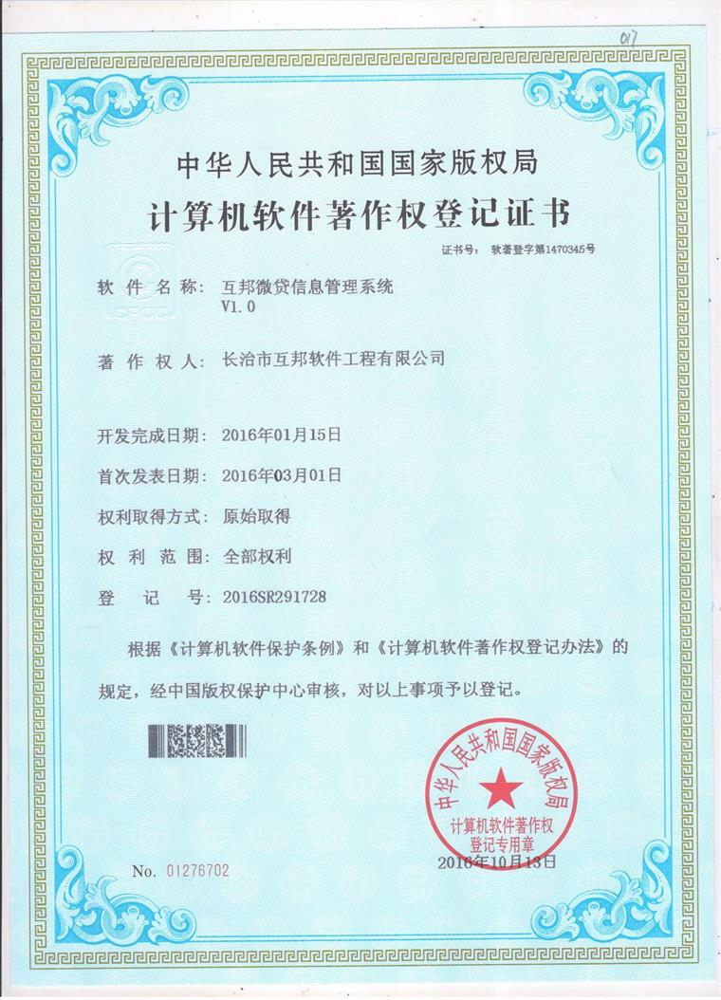 017
中华人民共和国国家版权局
计算机软件著作权登记证书
证书号： 软著登字第1470345号
CPCC
软件名称： 互邦微贷信息管理系统
V1.0
著作权人： 长治市互邦软件工程有限公司
开发完成日期： 2016年01月15日
首次发表日期： 2016年03月01日
权利取得方式： 原始取得
权利范围： 全部权利
登记号： 2016SR291728
根据《计算机软件保护条例》和《计算机软件著作权登记办法》的
规定，经中国版权保护中心审核，对以上事项予以登记。
中华人民共和国国家版权局
计算机软件著作权
登记专用章
2016年10月13日
No. 01276702